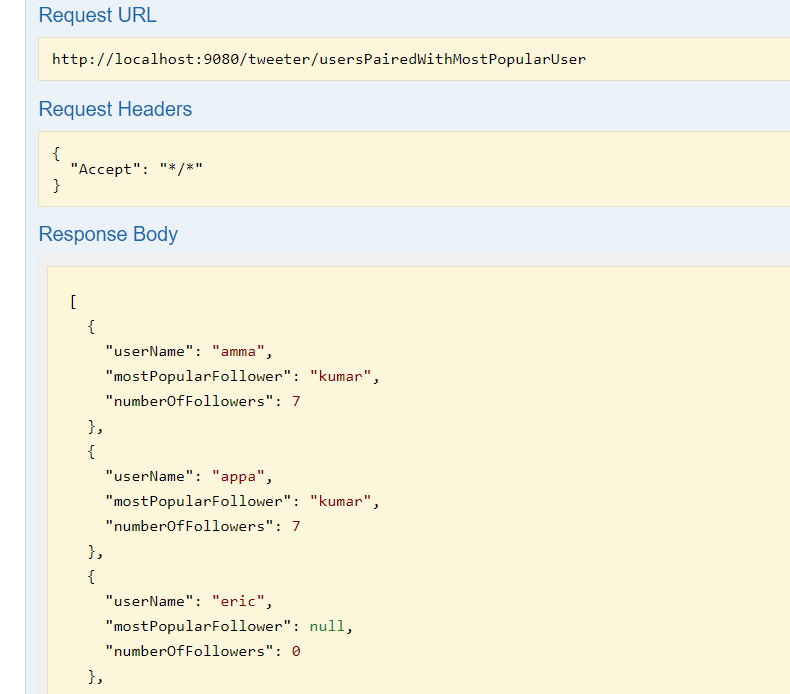 Request URL
http://localhost:9080/tweeter/usersPairedWithMostPopularUser
Request Headers
{
"Accept": "*/*"
}
Response Body
[
{
"userName": "amma",
"mostPopularFollower": "kumar",
"numberOfFollowers": 7
},
{
"userName": "appa",
"mostPopularFollower": "kumar",
"numberOfFollowers": 7
},
{
"userName": "eric",
"mostPopularFollower": null,
"numberOfFollowers": 0
},